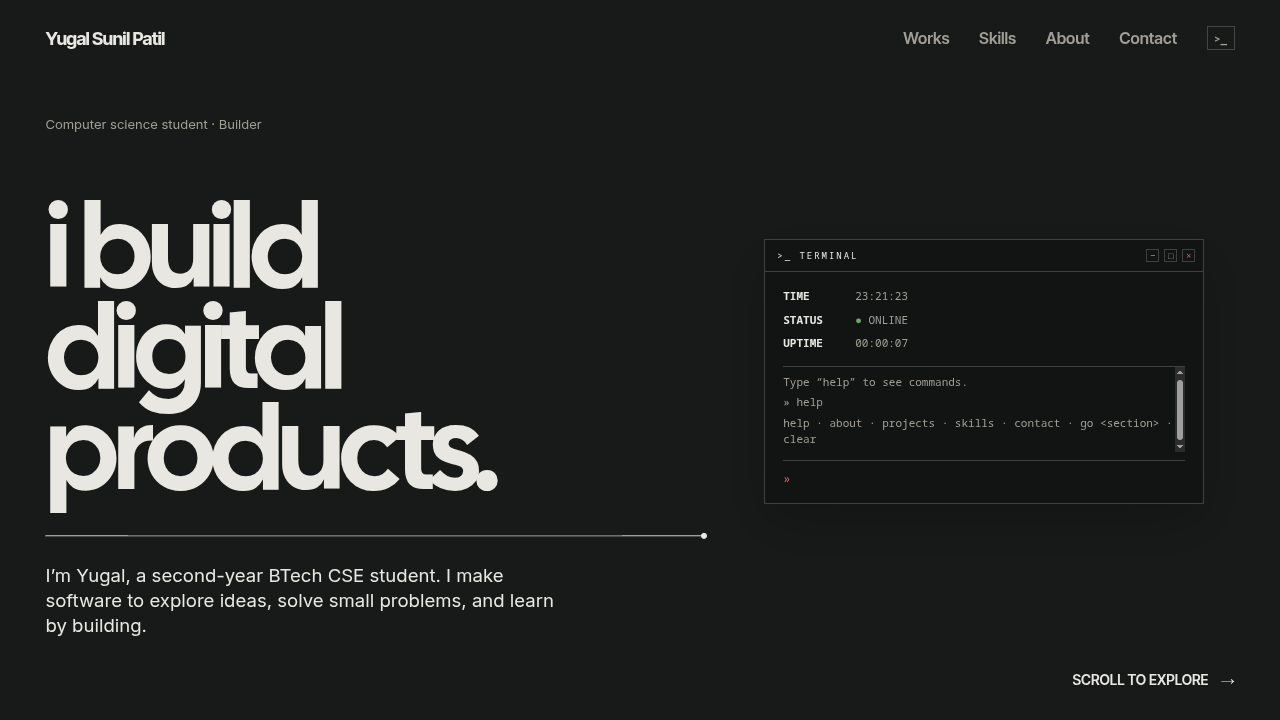 Yugal Sunil Patil
Works
Skills
About
Contact
>_
Computer science student · Builder
i build
digital
products.
>_ TERMINAL
− □ ×
TIME 23:21:23
STATUS ● ONLINE
UPTIME 00:00:07
Type “help” to see commands.
» help
help · about · projects · skills · contact · go <section> ·
clear
»
I’m Yugal, a second-year BTech CSE student. I make
software to explore ideas, solve small problems, and learn
by building.
SCROLL TO EXPLORE →